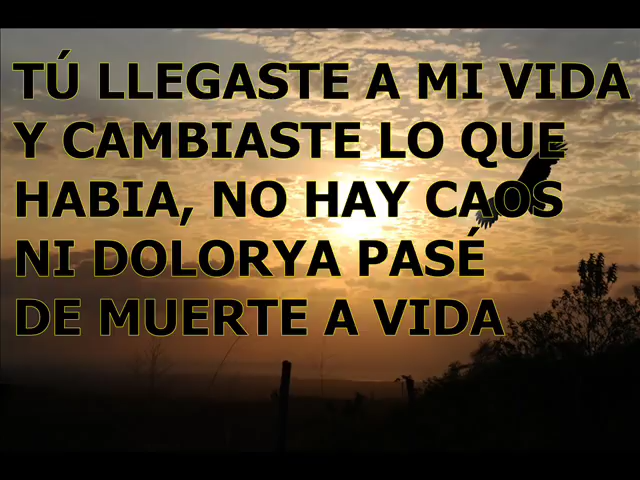 TÚ LLEGASTE A MI VIDA
Y CAMBIASTE LO QUE
HABIA, NO HAY CAOS
NI DOLORYA PASÉ
DE MUERTE A VIDA